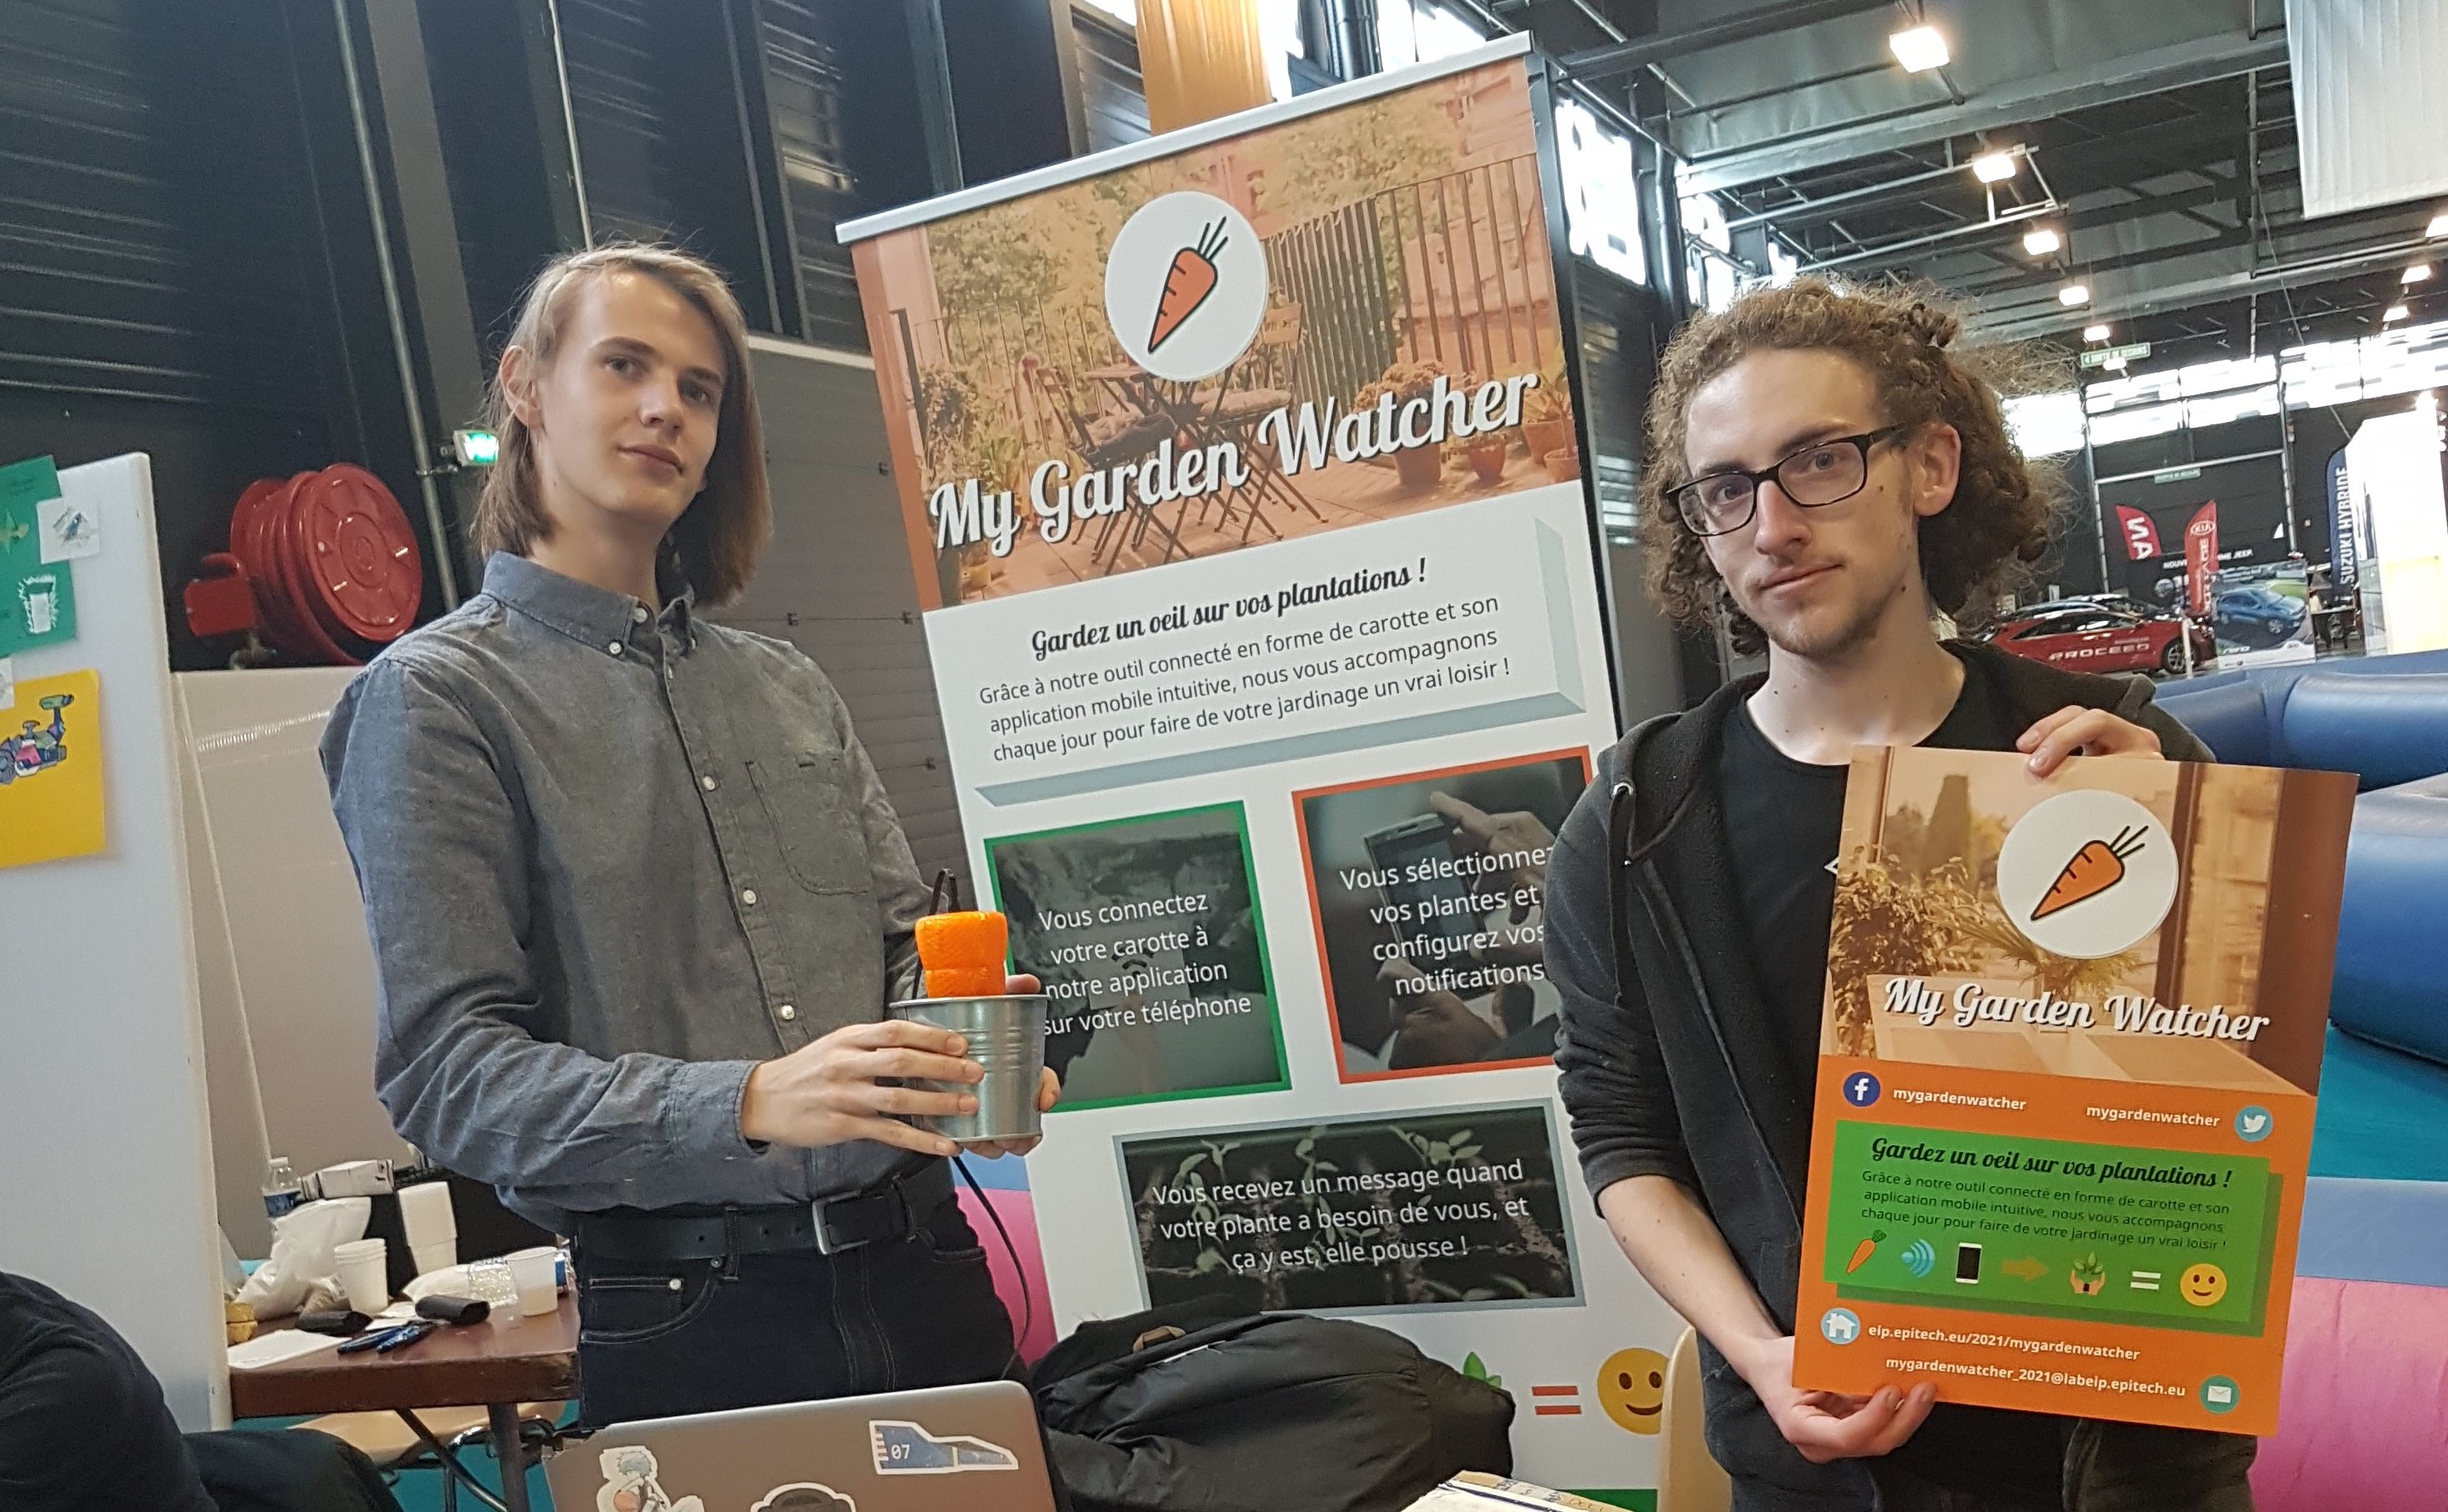 My Garden Watcher
Gardez un oeil sur vos plantations !
Grâce à notre outil connecté en forme de carotte et son
application mobile intuitive, nous vous accompagnons
chaque jour pour faire de votre jardinage un vrai loisir !
Vous connectez
votre carotte à
notre application
sur votre téléphone
Vous sélectionnez
vos plantes et
configurez vos
notifications
Vous recevez un message quand
votre plante a besoin de vous, et
ça y est, elle pousse !
=
My Garden Watcher
f mygardenwatcher
mygardenwatcher
Gardez un oeil sur vos plantations !
Grâce à notre outil connecté en forme de carotte et son
application mobile intuitive, nous vous accompagnons
chaque jour pour faire de votre jardinage un vrai loisir !
=
eip.epitech.eu/2021/mygardenwatcher
mygardenwatcher_2021@labeip.epitech.eu
07
SORTIE DE SECOURS
KIA
SUZUKI HYBRIDE
PROCEED